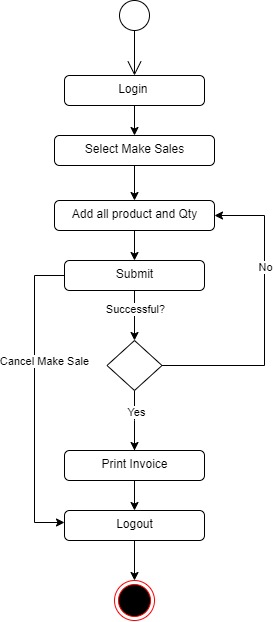 Login
Select Make Sales
Add all product and Qty
Submit
No
Successful?
Cancel Make Sale
Yes
Print Invoice
Logout